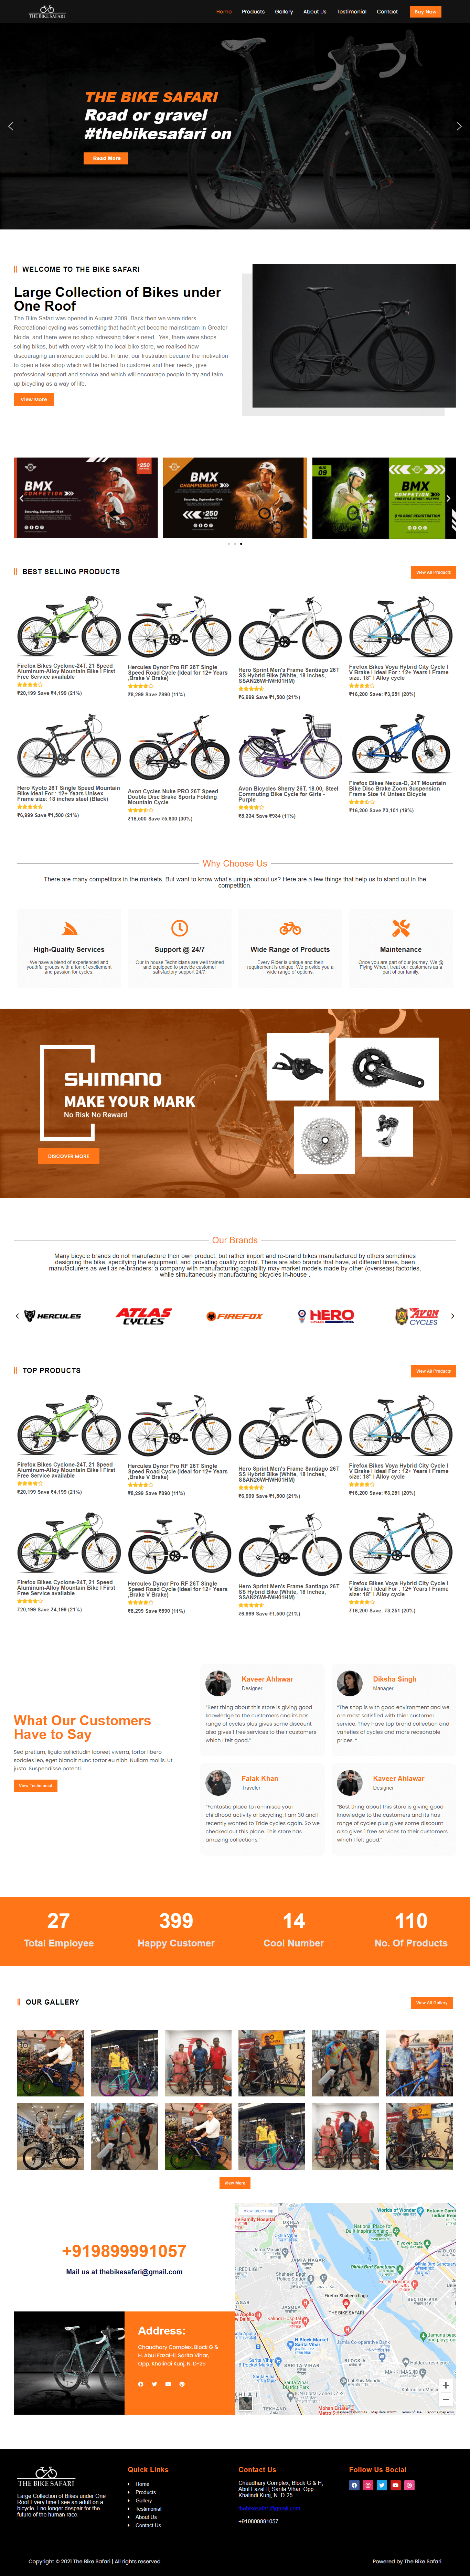 THE BIKE SAFARI
Home Products Gallery About Us Testimonial Contact Buy Now
THE BIKE SAFARI
Road or gravel
#thebikesafari on
Read More
WELCOME TO THE BIKE SAFARI
Large Collection of Bikes under
One Roof
The Bike Safari was opened in August 2009. Back then we were riders.
Recreational cycling was something that hadn't yet become mainstream in Greater
Noida, and there were no shop adressing bike's need . Yes, there were shops
selling bikes, but with every visit to the local bike store, we realised how
discouraging an interaction could be. In time, our frustration became the motivation
to open a bike shop which will be honest to customer and their needs, give
professional support and service and which will encourage people to try and take
up bicycling as a way of life.
View More
BMX
COMPETION
BMX
CHAMPIONSHIP
+250
BMX
COMPETION
BEST SELLING PRODUCTS
View All Products
Firefox Bikes Cyclone-24T, 21 Speed
Aluminum-Alloy Mountain Bike I First
Free Service available
₹20,199 Save ₹4,199 (21%)
Hercules Dynor Pro RF 26T Single
Speed Road Cycle (Ideal for 12+ Years
,Brake V Brake)
₹8,299 Save ₹890 (11%)
Hero Sprint Men's Frame Santiago 26T
SS Hybrid Bike (White, 18 Inches,
SSAN26WHWH01HM)
₹6,999 Save ₹1,500 (21%)
Firefox Bikes Voya Hybrid City Cycle I
V Brake I Ideal For : 12+ Years I Frame
size: 18" I Alloy cycle
₹16,200 Save: ₹3,251 (20%)
Hero Kyoto 26T Single Speed Mountain
Bike Ideal For : 12+ Years Unisex
Frame size: 18 inches steel (Black)
₹6,999 Save ₹1,500 (21%)
Avon Cycles Nuke PRO 26T Speed
Double Disc Brake Sports Folding
Mountain Cycle
₹18,500 Save ₹5,500 (30%)
Avon Bicycles Sherry 26T, 18.00, Steel
Commuting Bike Cycle for Girls -
Purple
₹8,334 Save ₹934 (11%)
Firefox Bikes Nexus-D, 24T Mountain
Bike Disc Brake Zoom Suspension
Frame Size 14 Unisex Bicycle
₹16,200 Save ₹3,101 (19%)
Why Choose Us
There are many competitors in the markets. But want to know what's unique about us? Here are a few things that help us to stand out in the
competition.
High-Quality Services
We have a blend of experienced and
youthful groups with a ton of excitement
and passion for cycles.
Support @ 24/7
Our in house Technicians are well trained
and equipped to provide customer
satisfactory support 24/7.
Wide Range of Products
Every Rider is unique and their
requirement is unique. We provide you a
wide range of options
Maintenance
Once you are part of our journey. We @
Flying Wheel, treat our customers as a
part of our family.
SHIMANO
MAKE YOUR MARK
No Risk No Reward
DISCOVER MORE
Our Brands
Many bicycle brands do not manufacture their own product, but rather import and re-brand bikes manufactured by others sometimes
designing the bike, specifying the equipment, and providing quality control. There are also brands that have, at different times, been
manufacturers as well as re-branders: a company with manufacturing capability may market models made by other (overseas) factories,
while simultaneously manufacturing bicycles in-house .
HERCULES
ATLAS
CYCLES
FIREFOX
HERO
CYCLES
AVON
CYCLES
TOP PRODUCTS
View All Products
Firefox Bikes Cyclone-24T, 21 Speed
Aluminum-Alloy Mountain Bike I First
Free Service available
₹20,199 Save ₹4,199 (21%)
Hercules Dynor Pro RF 26T Single
Speed Road Cycle (Ideal for 12+ Years
,Brake V Brake)
₹8,299 Save ₹890 (11%)
Hero Sprint Men's Frame Santiago 26T
SS Hybrid Bike (White, 18 Inches,
SSAN26WHWH01HM)
₹6,999 Save ₹1,500 (21%)
Firefox Bikes Voya Hybrid City Cycle I
V Brake I Ideal For : 12+ Years I Frame
size: 18" I Alloy cycle
₹16,200 Save: ₹3,251 (20%)
Firefox Bikes Cyclone-24T, 21 Speed
Aluminum-Alloy Mountain Bike I First
Free Service available
₹20,199 Save ₹4,199 (21%)
Hercules Dynor Pro RF 26T Single
Speed Road Cycle (Ideal for 12+ Years
,Brake V Brake)
₹8,299 Save ₹890 (11%)
Hero Sprint Men's Frame Santiago 26T
SS Hybrid Bike (White, 18 Inches,
SSAN26WHWH01HM)
₹6,999 Save ₹1,500 (21%)
Firefox Bikes Voya Hybrid City Cycle I
V Brake I Ideal For : 12+ Years I Frame
size: 18" I Alloy cycle
₹16,200 Save: ₹3,251 (20%)
What Our Customers
Have to Say
Sed pretium, ligula sollicitudin laoreet viverra, tortor libero
sodales leo, eget blandit nunc tortor eu nibh. Nullam mollis. Ut
justo. Suspendisse potenti.
View Testimonial
Kaveer Ahlawar
Designer
"Best thing about this store is giving good
knowledge to the customers and its has
range of cycles plus gives some discount
also gives 1 free services to their customers
which I felt good."
Diksha Singh
Manager
"The shop is with good environment and we
are most satisfied with thier customer
service. They have top brand collection and
varieties of cycles and more reasonable
prices. "
Falak Khan
Traveler
"Fantastic place to reminisce your
childhood activity of bicycling. I am 30 and I
recently wanted to Tride cycles again. So we
checked out this place. This store has
amazing collections."
Kaveer Ahlawar
Designer
"Best thing about this store is giving good
knowledge to the customers and its has
range of cycles plus gives some discount
also gives 1 free services to their customers
which I felt good."
27
Total Employee
399
Happy Customer
14
Cool Number
110
No. Of Products
OUR GALLERY
View All Gallery
View More
+919899991057
Mail us at thebikesafari@gmail.com
Address:
Chaudhary Complex, Block G &
H, Abul Fazal-II, Sarita Vihar,
Opp. Khalindi Kunj, N. D-25
View larger map
OKHLA
JAMIA NAGAR
JASOLA
Firefox Shaheen bagh
THE BIKE SAFARI
H Block Market
Sarita Vihar
BLOCK A
SECTOR 94A
THE BIKE SAFARI
Large Collection of Bikes under One
Roof.Every time I see an adult on a
bicycle, I no longer despair for the
future of the human race.
Quick Links
Home
Products
Gallery
Testimonial
About Us
Contact Us
Contact Us
Chaudhary Complex, Block G & H,
Abul Fazal-II, Sarita Vihar, Opp.
Khalindi Kunj, N. D-25
thebikesafari@gmail.com
+919899991057
Follow Us Social
Copyright © 2021 The Bike Safari | All rights reserved
Powered by The Bike Safari